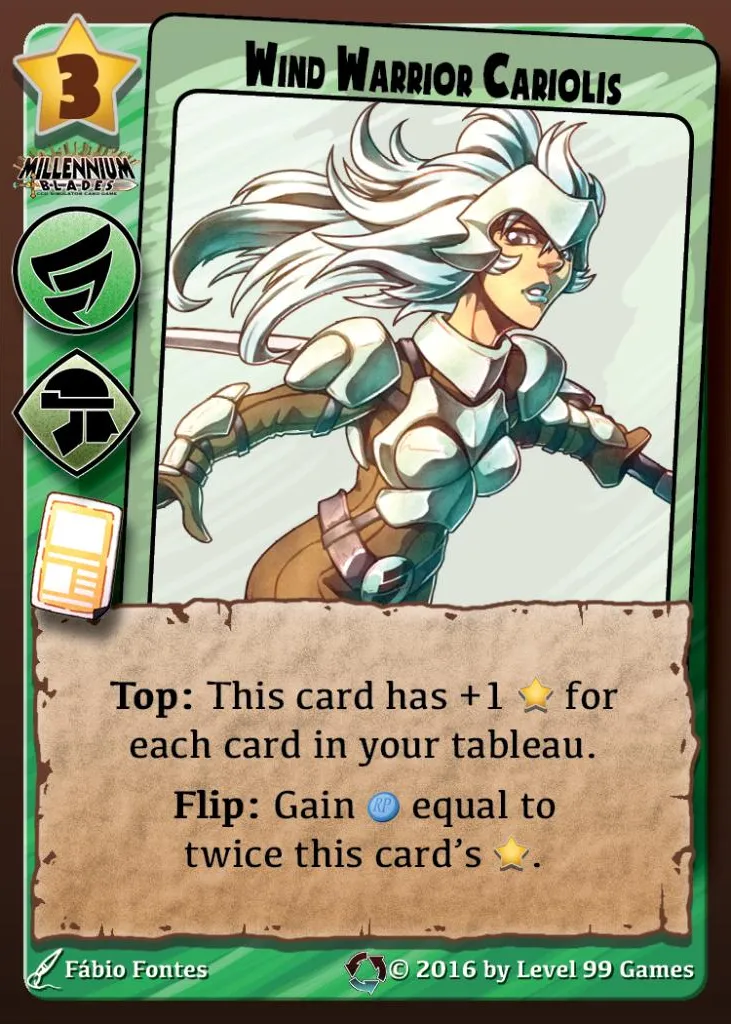 3
Wind Warrior Cariolis
MILLENNIUM
BLADES
Top: This card has +1 for
each card in your tableau.
Flip: Gain RP equal to
twice this card's .
Fábio Fontes
© 2016 by Level 99 Games